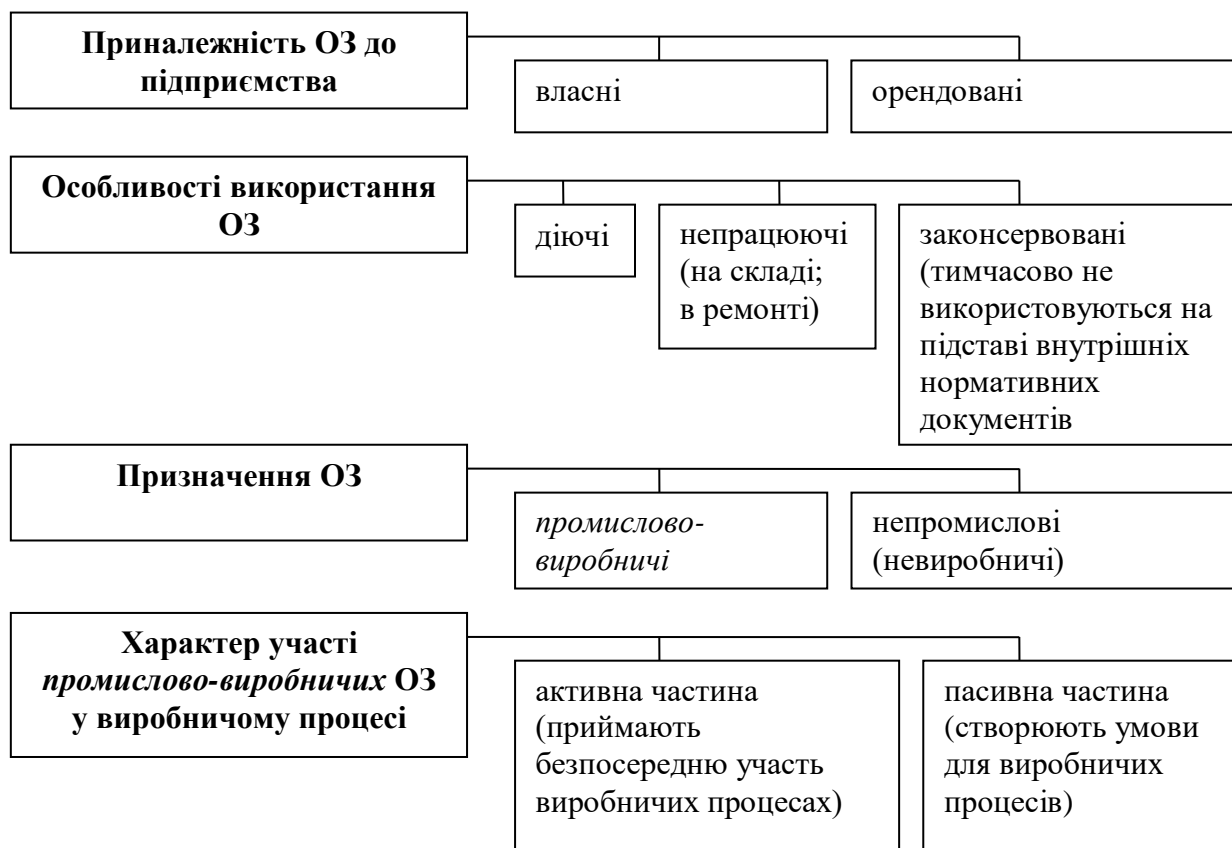 Приналежність ОЗ до
підприємства
власні
орендовані
Особливості використання
ОЗ
діючі
непрацюючі
(на складі;
в ремонті)
законсервовані
(тимчасово не
використовуються на
підставі внутрішніх
нормативних
документів
Призначення ОЗ
промислово-
виробничі
непромислові
(невиробничі)
Характер участі
промислово-виробничих ОЗ
у виробничому процесі
активна частина
(приймають
безпосередню участь
виробничих процесах)
пасивна частина
(створюють умови
для виробничих
процесів)